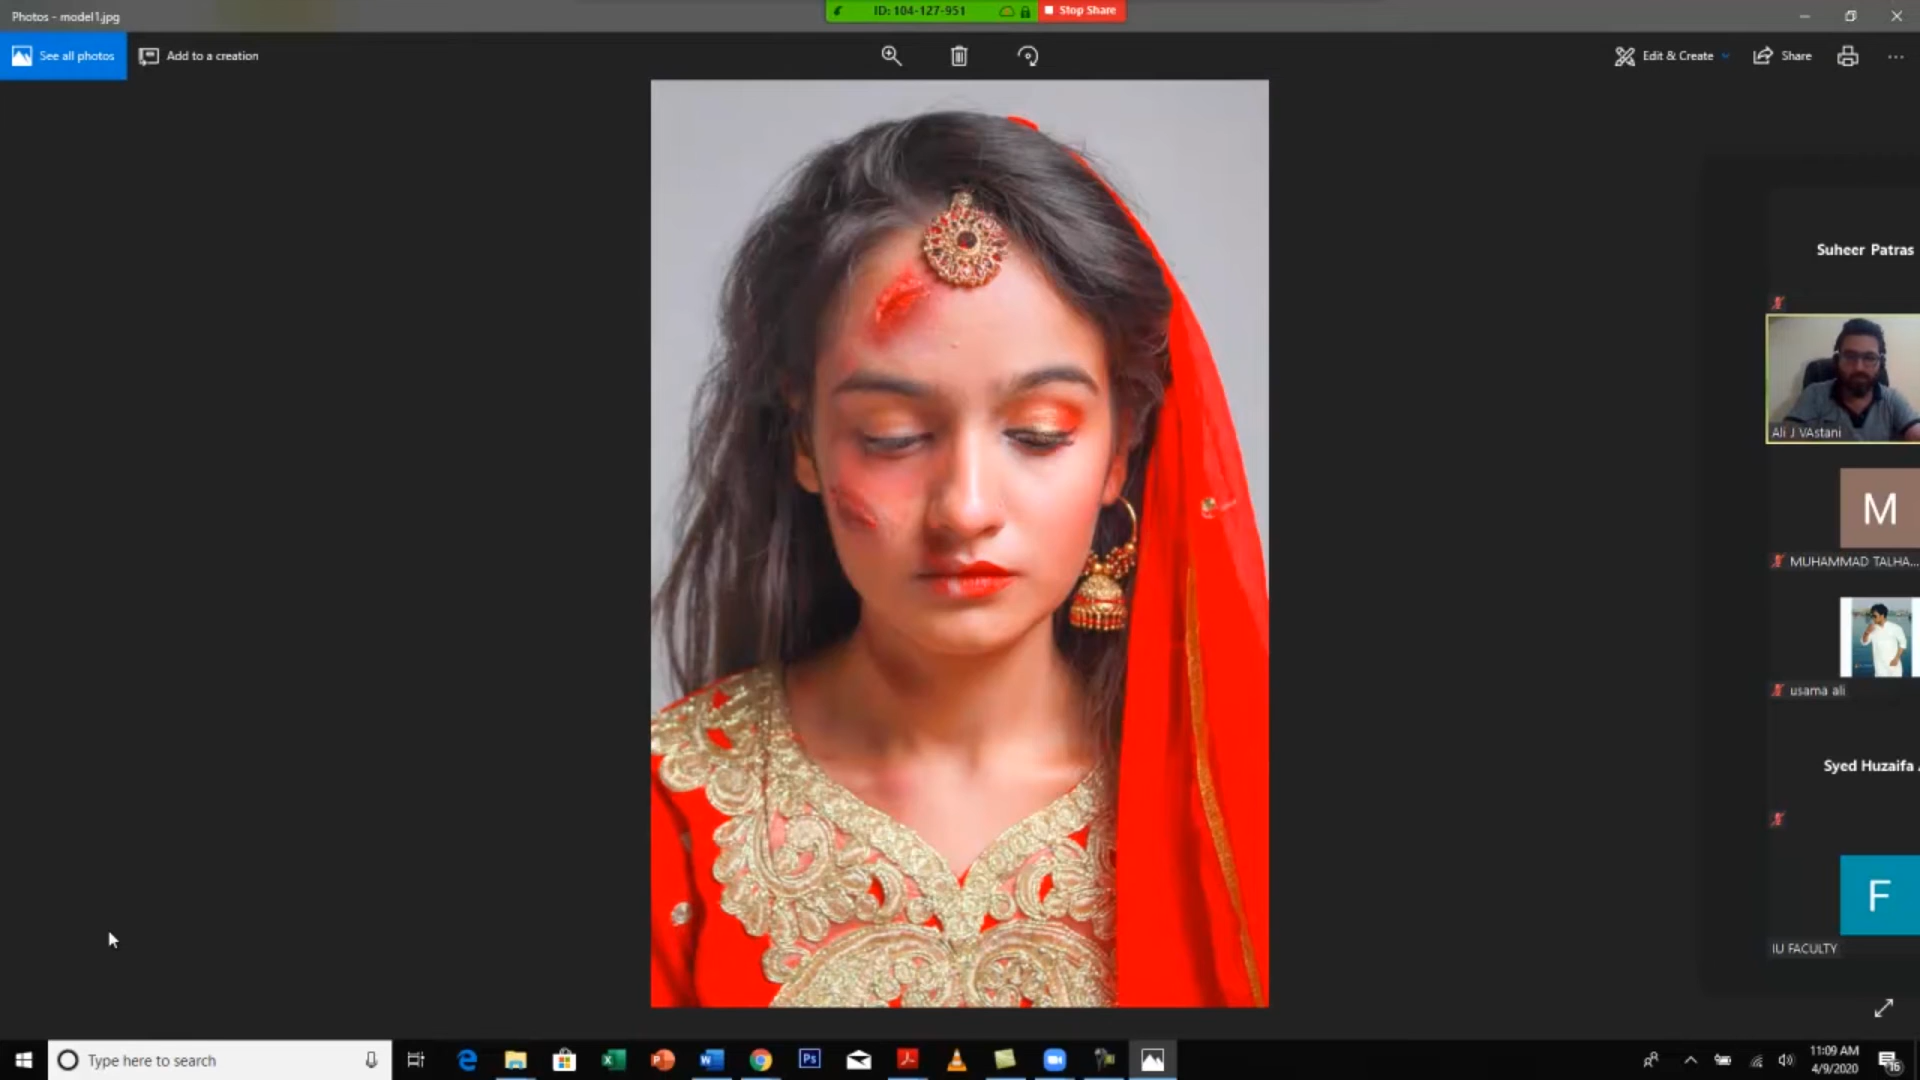 Photos - model1.jpg
ID: 104-127-951
Stop Share
See all photos
Add to a creation
Edit & Create
Share
Suheer Patras
Ali J VAstani
M
MUHAMMAD TALHA...
usama ali
Syed Huzaifa
F
IU FACULTY
Type here to search
Ps
11:09 AM
4/9/2020
16